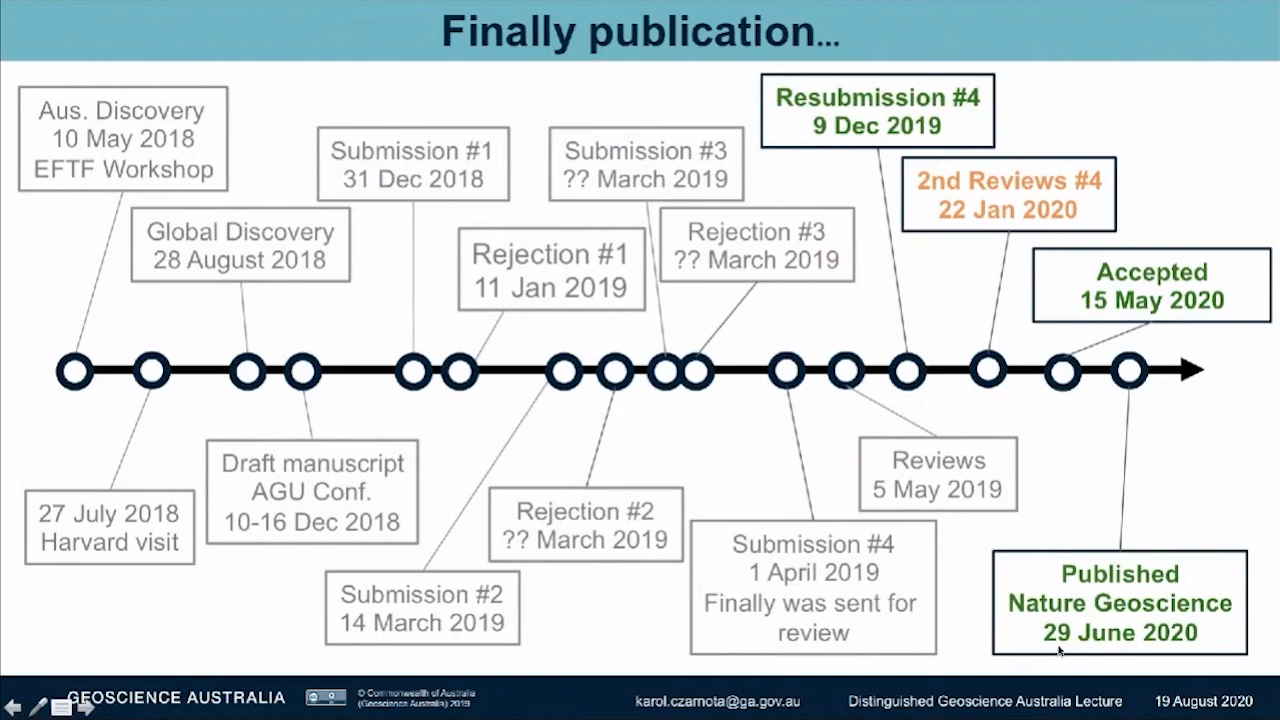 Finally publication...
Aus. Discovery
10 May 2018
EFTF Workshop
27 July 2018
Harvard visit
Global Discovery
28 August 2018
Draft manuscript
AGU Conf.
10-16 Dec 2018
Submission #1
31 Dec 2018
Rejection #1
11 Jan 2019
Submission #2
14 March 2019
Rejection #2
?? March 2019
Submission #3
?? March 2019
Rejection #3
?? March 2019
Submission #4
1 April 2019
Finally was sent for
review
Reviews
5 May 2019
Resubmission #4
9 Dec 2019
2nd Reviews #4
22 Jan 2020
Accepted
15 May 2020
Published
Nature Geoscience
29 June 2020
GEOSCIENCE AUSTRALIA
© Commonwealth of Australia
(Geoscience Australia) 2019
karol.czarnota@ga.gov.au
Distinguished Geoscience Australia Lecture
19 August 2020